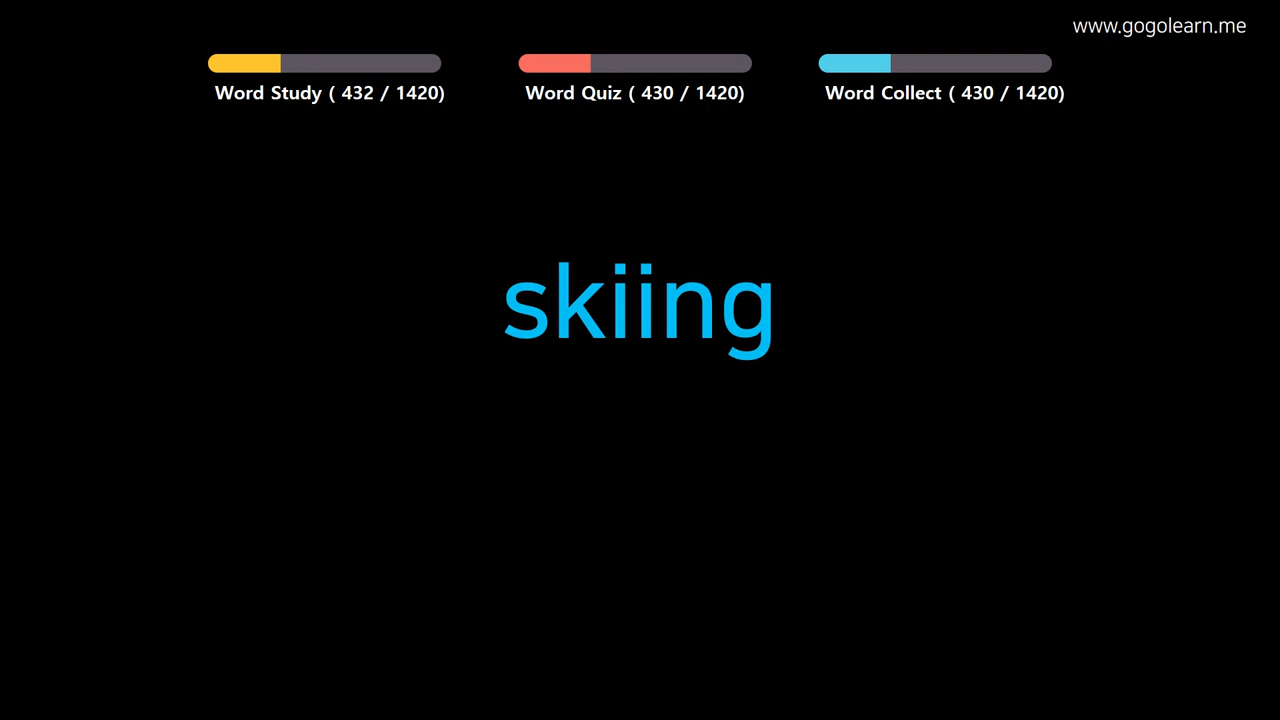 www.gogolearn.me
Word Study ( 432 / 1420)
Word Quiz ( 430 / 1420)
Word Collect ( 430 / 1420)
skiing